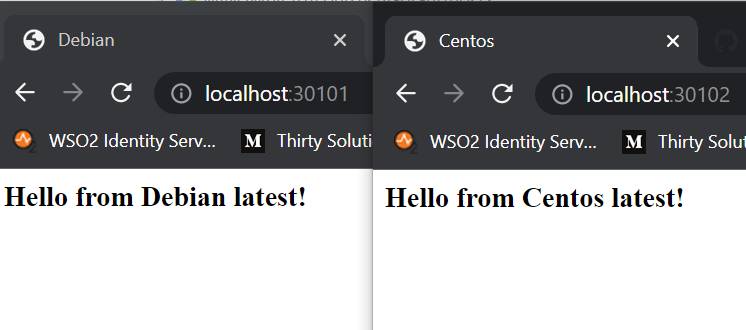 Debian
localhost:30101
WSO2 Identity Serv...
M Thirty Soluti
Hello from Debian latest!
Centos
localhost:30102
WSO2 Identity Serv...
M Thirty Solu
Hello from Centos latest!